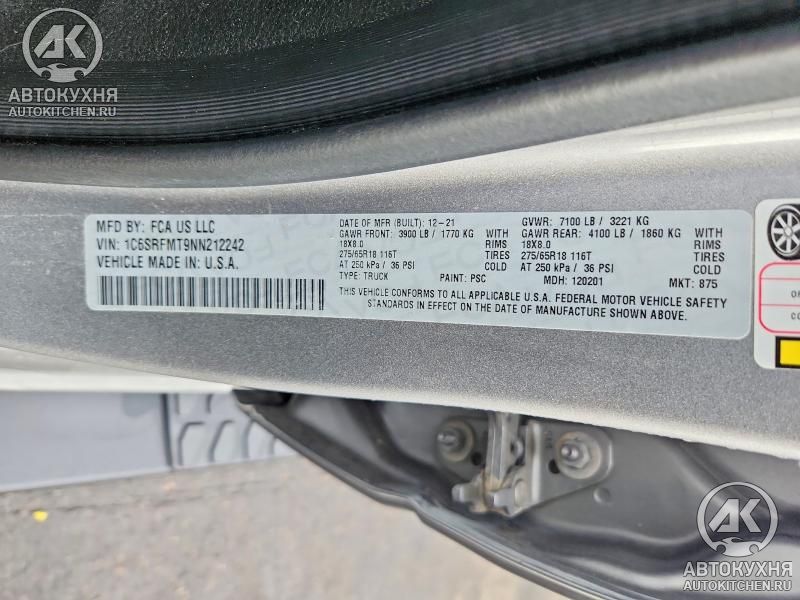 AK
АВТОКУХНЯ
AUTOKITCHEN.RU
MFD BY: FCA US LLC
VIN: 1C6SRFMT9NN212242
VEHICLE MADE IN: U.S.A.
DATE OF MFR (BUILT): 12-21
GAWR FRONT: 3900 LB / 1770 KG WITH
18X8.0 RIMS
275/65R18 116T TIRES
AT 250 kPa / 36 PSI COLD
TYPE: TRUCK PAINT: PSC
GVWR: 7100 LB / 3221 KG
GAWR REAR: 4100 LB / 1860 KG WITH
18X8.0 RIMS
275/65R18 116T TIRES
AT 250 kPa / 36 PSI COLD
MDH: 120201 MKT: 875
THIS VEHICLE CONFORMS TO ALL APPLICABLE U.S.A. FEDERAL MOTOR VEHICLE SAFETY
STANDARDS IN EFFECT ON THE DATE OF MANUFACTURE SHOWN ABOVE.
AK
АВТОКУХНЯ
AUTOKITCHEN.RU